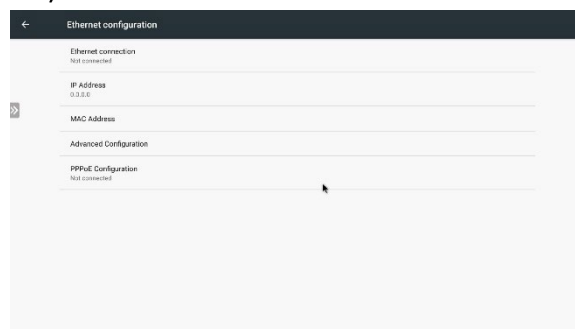 Ethernet configuration
Ethernet connection
Not connected
IP Address
0.0.0.0
MAC Address
Advanced Configuration
PPPoE Configuration
Not connected